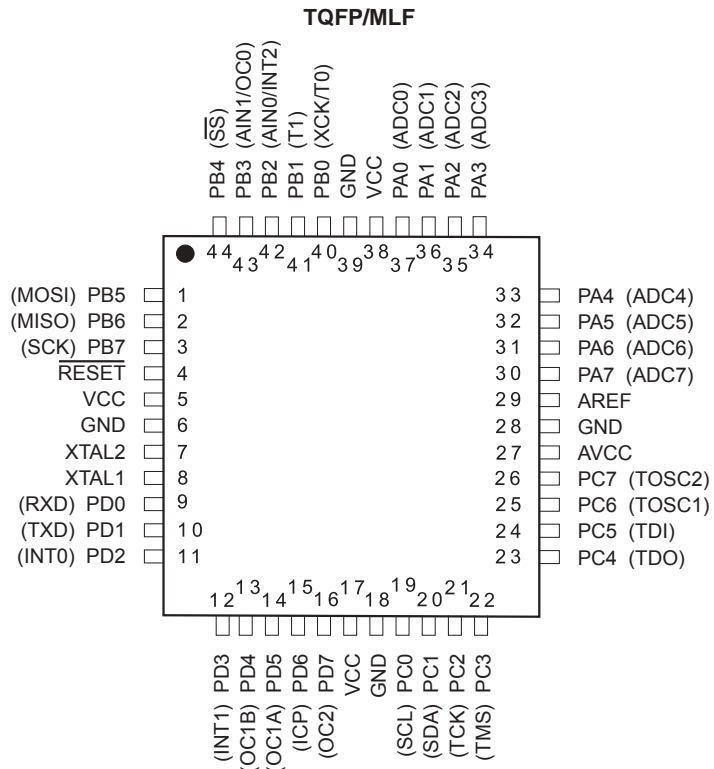 TQFP/MLF
PB4 (SS)
PB3 (AIN1/OC0)
PB2 (AIN0/INT2)
PB1 (T1)
PB0 (XCK/T0)
GND
VCC
PA0 (ADC0)
PA1 (ADC1)
PA2 (ADC2)
PA3 (ADC3)
44 43 42 41 40 39 38 37 36 35 34
(MOSI) PB5 1
(MISO) PB6 2
(SCK) PB7 3
RESET 4
VCC 5
GND 6
XTAL2 7
XTAL1 8
(RXD) PD0 9
(TXD) PD1 10
(INT0) PD2 11
33 PA4 (ADC4)
32 PA5 (ADC5)
31 PA6 (ADC6)
30 PA7 (ADC7)
29 AREF
28 GND
27 AVCC
26 PC7 (TOSC2)
25 PC6 (TOSC1)
24 PC5 (TDI)
23 PC4 (TDO)
12 13 14 15 16 17 18 19 20 21 22
(INT1) PD3
(OC1B) PD4
(OC1A) PD5
(ICP) PD6
(OC2) PD7
VCC
GND
(SCL) PC0
(SDA) PC1
(TCK) PC2
(TMS) PC3